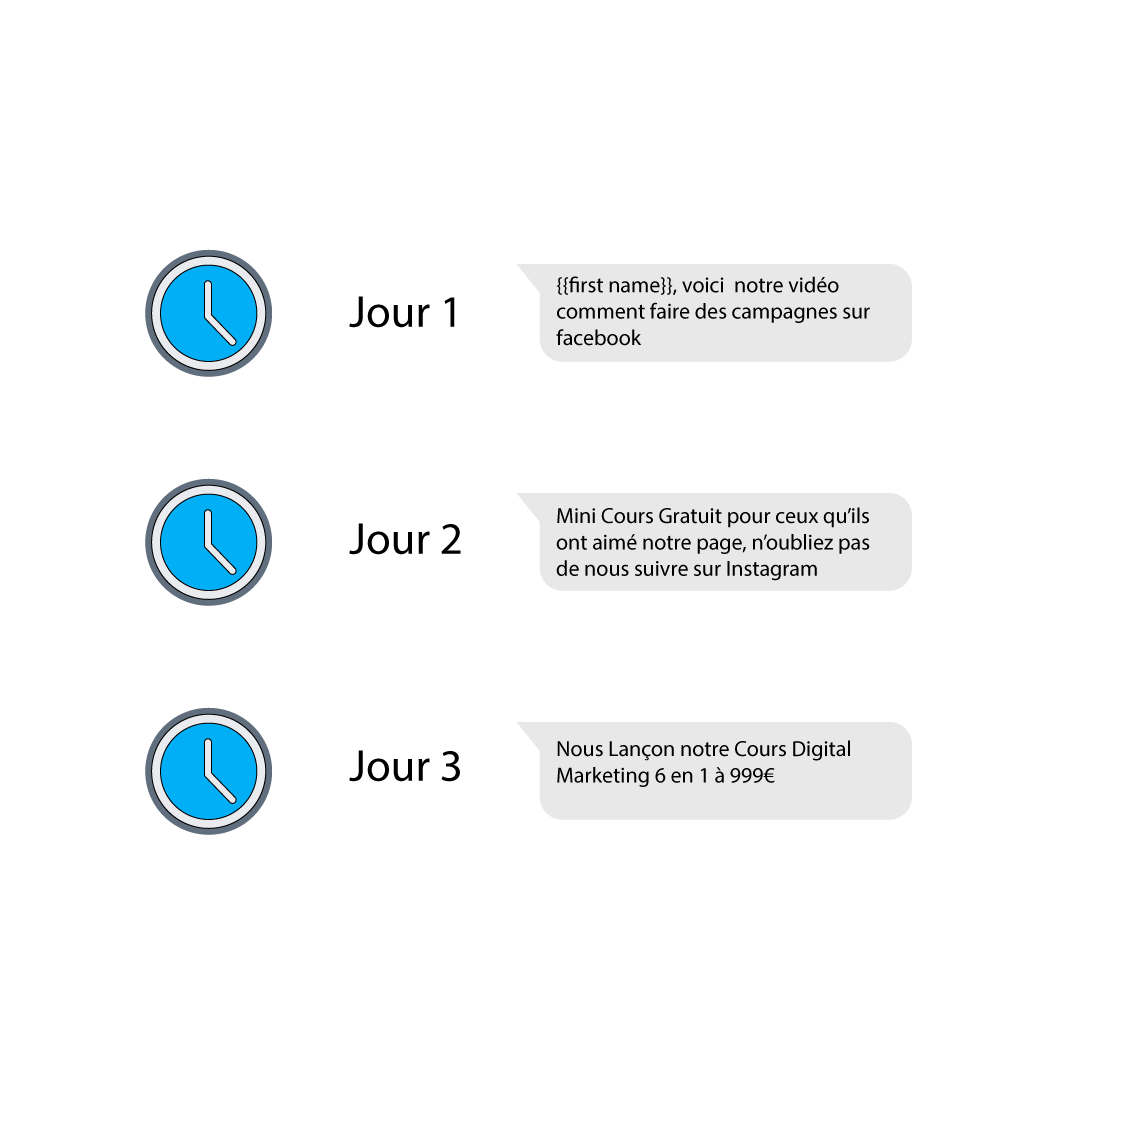 Jour 1
{{first name}}, voici  notre vidéo
comment faire des campagnes sur
facebook
Jour 2
Mini Cours Gratuit pour ceux qu’ils
ont aimé notre page, n’oubliez pas
de nous suivre sur Instagram
Jour 3
Nous Lançon notre Cours Digital
Marketing 6 en 1 à 999€